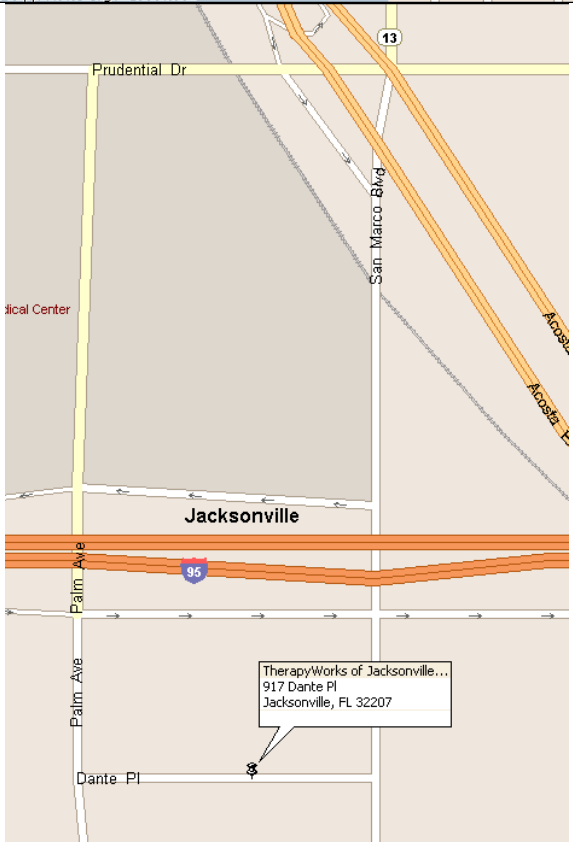 13
Prudential Dr
San Marco Blvd
dical Center
Acosta
Acosta
Jacksonville
95
Palm Ave
Palm Ave
TherapyWorks of Jacksonville...
917 Dante Pl
Jacksonville, FL 32207
Dante Pl